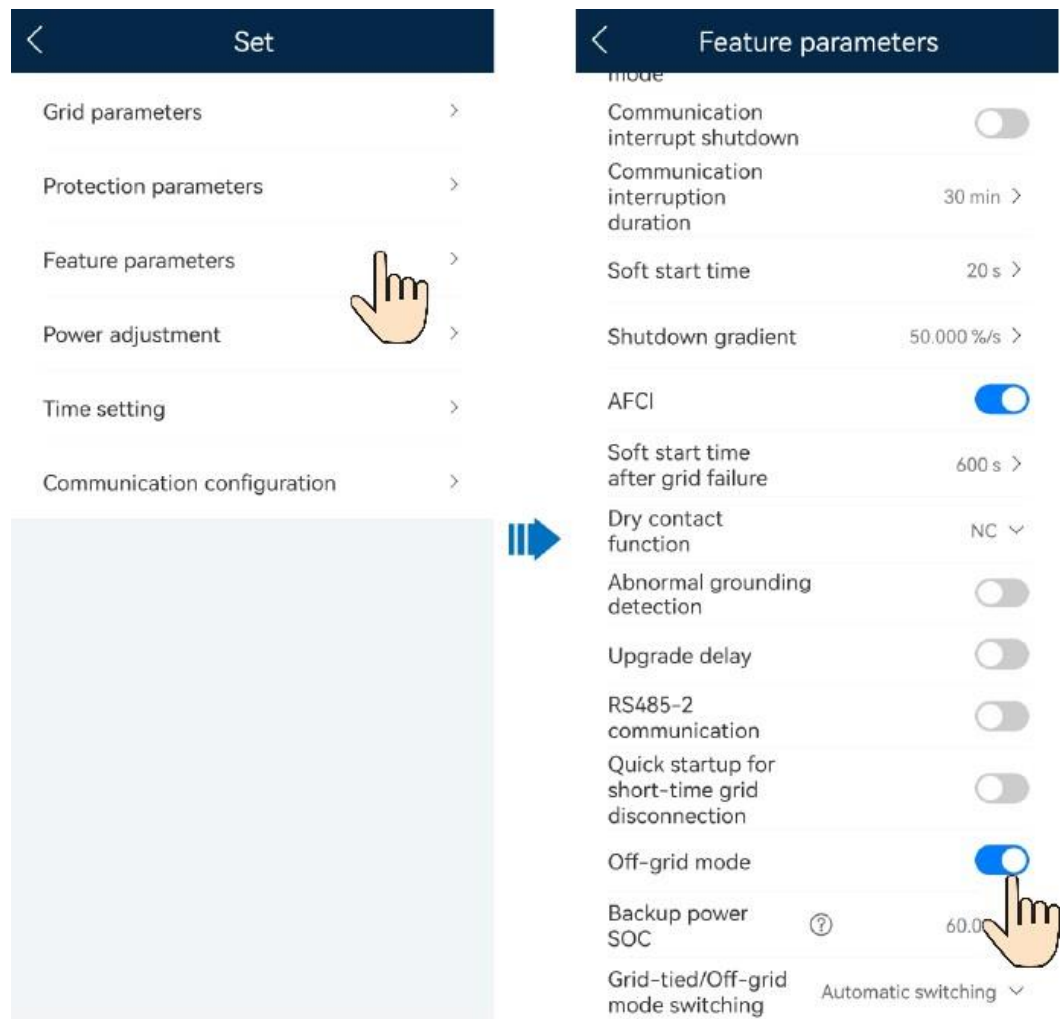 Set
Grid parameters
Protection parameters
Feature parameters
Power adjustment
Time setting
Communication configuration
Feature parameters
mode
Communication
interrupt shutdown
Communication
interruption
duration
30 min
Soft start time
20 s
Shutdown gradient
50.000 %/s
AFCI
Soft start time
after grid failure
600 s
Dry contact
function
NC
Abnormal grounding
detection
Upgrade delay
RS485-2
communication
Quick startup for
short-time grid
disconnection
Off-grid mode
Backup power
SOC
?
Grid-tied/Off-grid
mode switching
Automatic switching